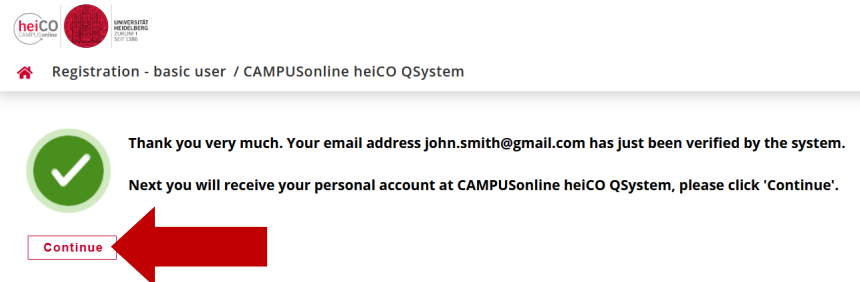 heiCO
CAMPUSonline
UNIVERSITÄT
HEIDELBERG
ZUKUNFT
SEIT 1386
Registration - basic user / CAMPUSonline heiCO QSystem
Thank you very much. Your email address john.smith@gmail.com has just been verified by the system.
Next you will receive your personal account at CAMPUSonline heiCO QSystem, please click 'Continue'.
Continue